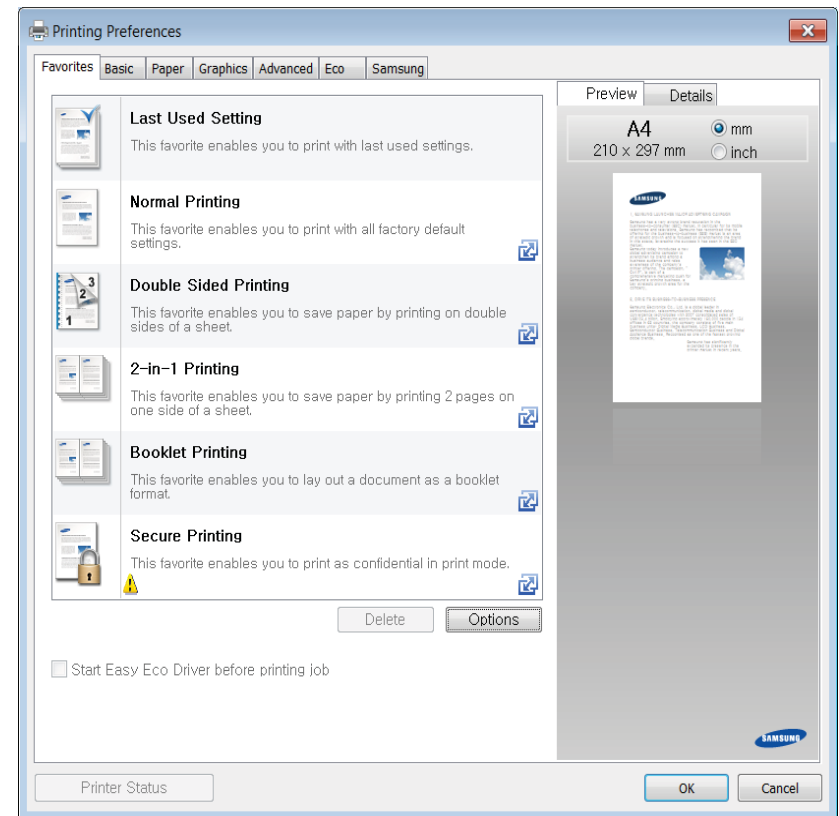 Printing Preferences
Favorites Basic Paper Graphics Advanced Eco Samsung
Last Used Setting
This favorite enables you to print with last used settings.
Normal Printing
This favorite enables you to print with all factory default
settings.
3
2
1
Double Sided Printing
This favorite enables you to save paper by printing on double
sides of a sheet.
2-in-1 Printing
This favorite enables you to save paper by printing 2 pages on
one side of a sheet.
Booklet Printing
This favorite enables you to lay out a document as a booklet
format.
Secure Printing
This favorite enables you to print as confidential in print mode.
Delete Options
Start Easy Eco Driver before printing job
Preview Details
A4
210 x 297 mm
mm
inch
SAMSUNG
SAMSUNG
Printer Status
OK Cancel